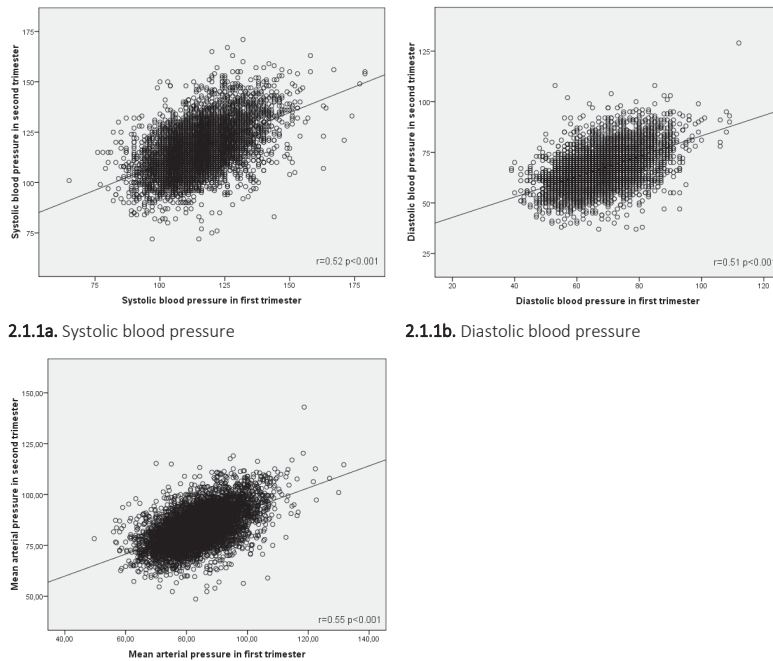 Systolic blood pressure in second trimester
175
150
125
100
75
r=0.52 p<0.001
75 100 125 150 175
Systolic blood pressure in first trimester
2.1.1a. Systolic blood pressure
Diastolic blood pressure in second trimester
125
100
75
50
25
r=0.51 p<0.001
20 40 60 80 100 120
Diastolic blood pressure in first trimester
2.1.1b. Diastolic blood pressure
Mean arterial pressure in second trimester
150,00
125,00
100,00
75,00
50,00
r=0.55 p<0.001
40,00 60,00 80,00 100,00 120,00 140,00
Mean arterial pressure in first trimester